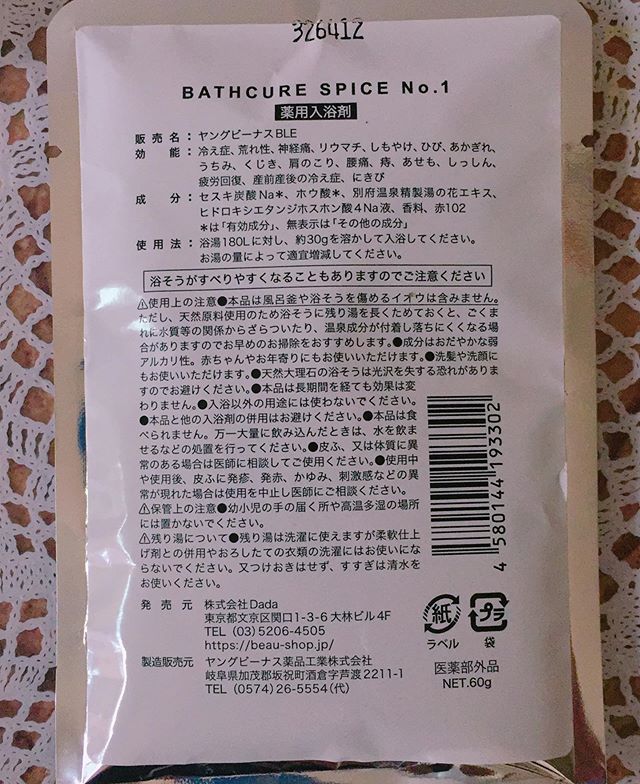 326412
BATHCURE SPICE No.1
薬用入浴剤
販売名：ヤングビーナスBLE
効能：冷え症、荒れ性、神経痛、リウマチ、しもやけ、ひび、あかぎれ、
うちみ、くじき、肩のこり、腰痛、痔、あせも、しっしん、
疲労回復、産前産後の冷え症、にきび
成分：セスキ炭酸Na＊、ホウ酸＊、別府温泉精製湯の花エキス、
ヒドロキシエタンジホスホン酸4Na液、香料、赤102
＊は「有効成分」、無表示は「その他の成分」
使用法：浴湯180Lに対し、約30gを溶かして入浴してください。
お湯の量によって適宜増減してください。
浴そうがすべりやすくなることもありますのでご注意ください
⚠使用上の注意●本品は風呂釜や浴そうを傷めるイオウは含みません。
ただし、天然原料使用のため浴そうに残り湯を長くためておくと、ごくま
れに水質等の関係からざらついたり、温泉成分が付着し落ちにくくなる場
合がありますのでお早めのお掃除をおすすめします。●成分はおだやかな弱
アルカリ性。赤ちゃんやお年寄りにもお使いいただけます。●洗髪や洗顔に
もお使いいただけます。●天然大理石の浴そうは光沢を失する恐れがありま
すのでお避けください。●本品は長期間を経ても効果は変
わりません。●入浴以外の用途には使わないでください。
●本品と他の入浴剤の併用はお避けください。●本品は食
べられません。万一大量に飲み込んだときは、水を飲ま
せるなどの処置を行ってください。●皮ふ、又は体質に異
常のある場合は医師に相談してご使用ください。●使用中
や使用後、皮ふに発疹、発赤、かゆみ、刺激感などの異
常が現れた場合は使用を中止し医師にご相談ください。
⚠保管上の注意●幼小児の手の届く所や高温多湿の場所
には置かないでください。
⚠残り湯について●残り湯は洗濯に使えますが柔軟仕上
げ剤との併用やおろしたての衣類の洗濯にはお使いにな
らないでください。又つけおきはせず、すすぎは清水を
お使いください。
4 580144 193302
発売元 株式会社Dada
東京都文京区関口1-3-6 大林ビル4F
TEL (03) 5206-4505
https://beau-shop.jp/
製造販売元 ヤングビーナス薬品工業株式会社
岐阜県加茂郡坂祝町酒倉字芦渡2211-1
TEL (0574) 26-5554(代)
紙
ラベル
プラ
袋
医薬部外品
NET.60g